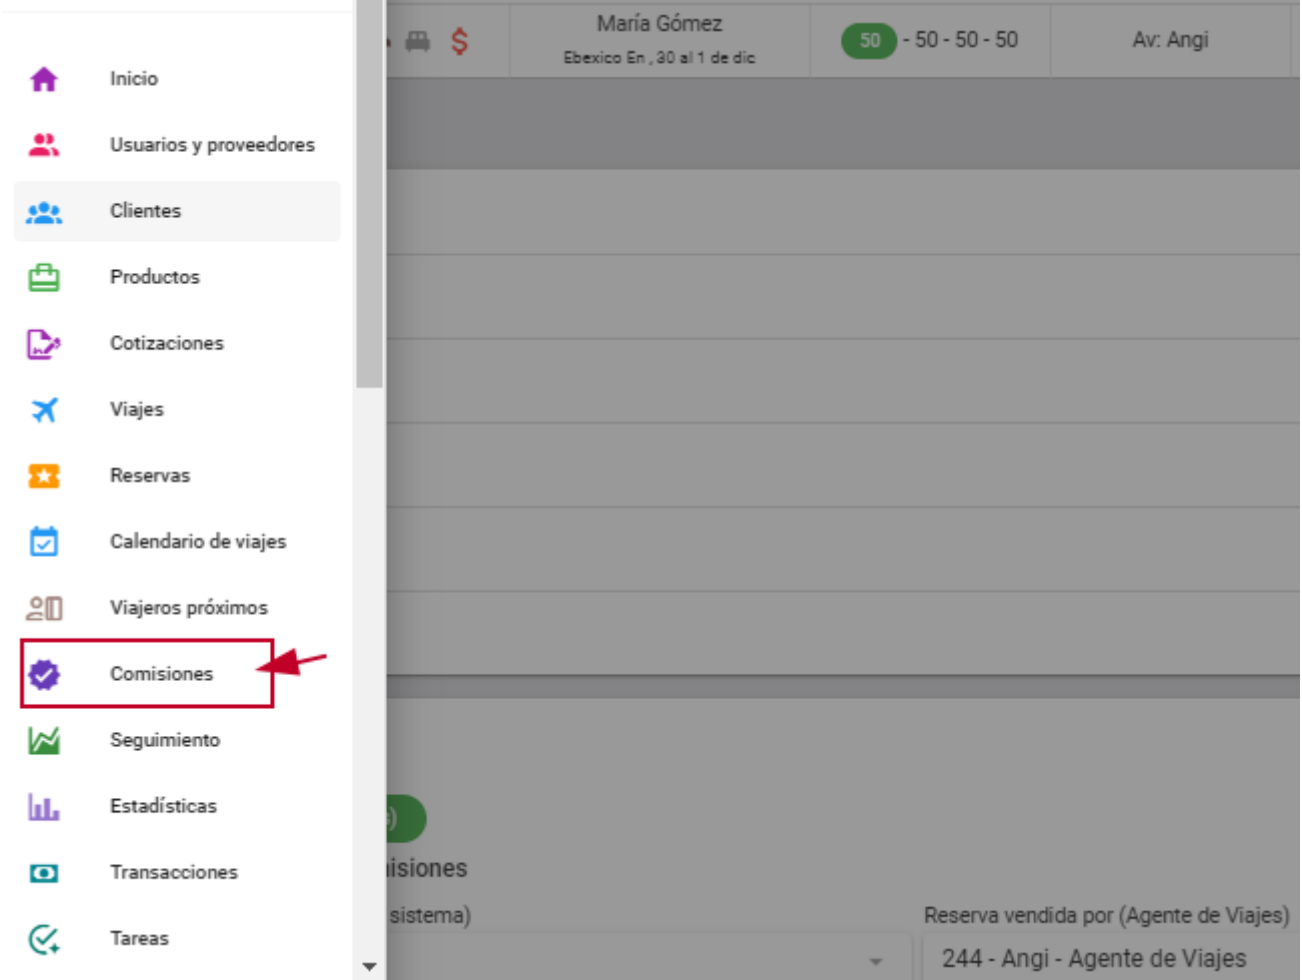 María Gómez
Ebexico En , 30 al 1 de dic
50 - 50 - 50 - 50
Av: Angi
Inicio
Usuarios y proveedores
Clientes
Productos
Cotizaciones
Viajes
Reservas
Calendario de viajes
Viajeros próximos
Comisiones
Seguimiento
Estadísticas
Transacciones
Tareas
isiones
sistema)
Reserva vendida por (Agente de Viajes)
244 - Angi - Agente de Viajes